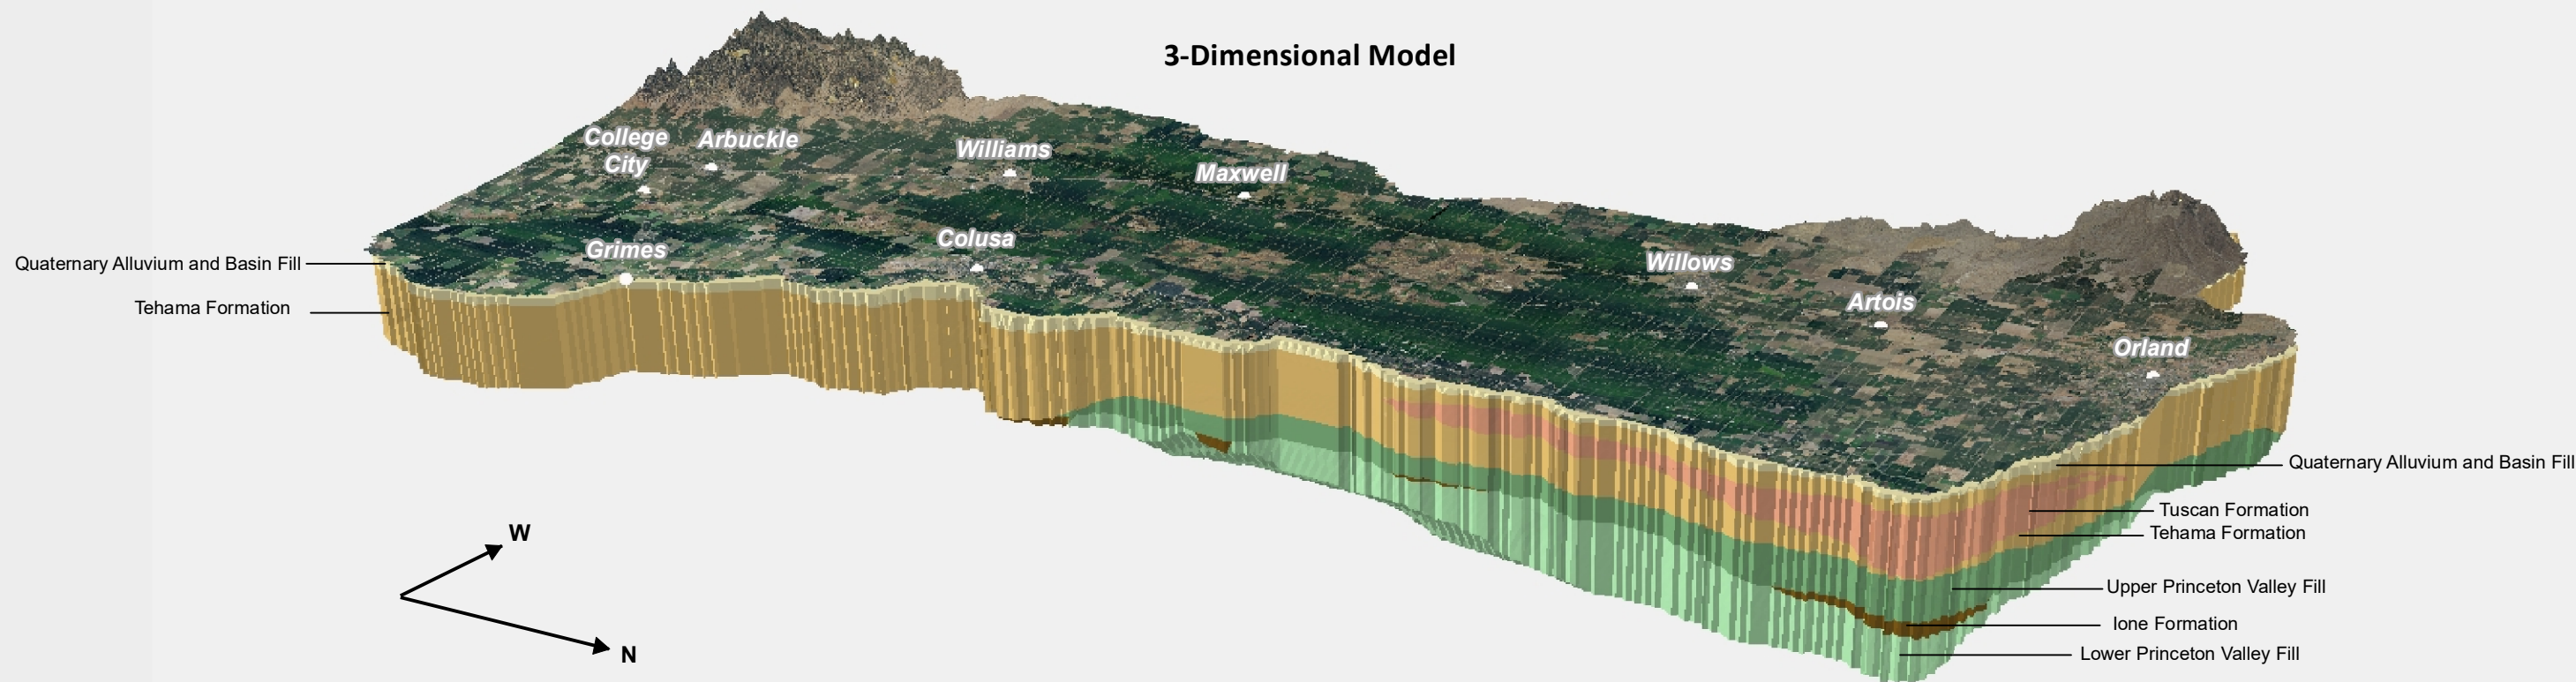 3-Dimensional Model
College
City
Arbuckle
Williams
Maxwell
Grimes
Colusa
Willows
Artois
Orland
Quaternary Alluvium and Basin Fill
Tehama Formation
Quaternary Alluvium and Basin Fill
Tuscan Formation
Tehama Formation
Upper Princeton Valley Fill
Ione Formation
Lower Princeton Valley Fill
W
N